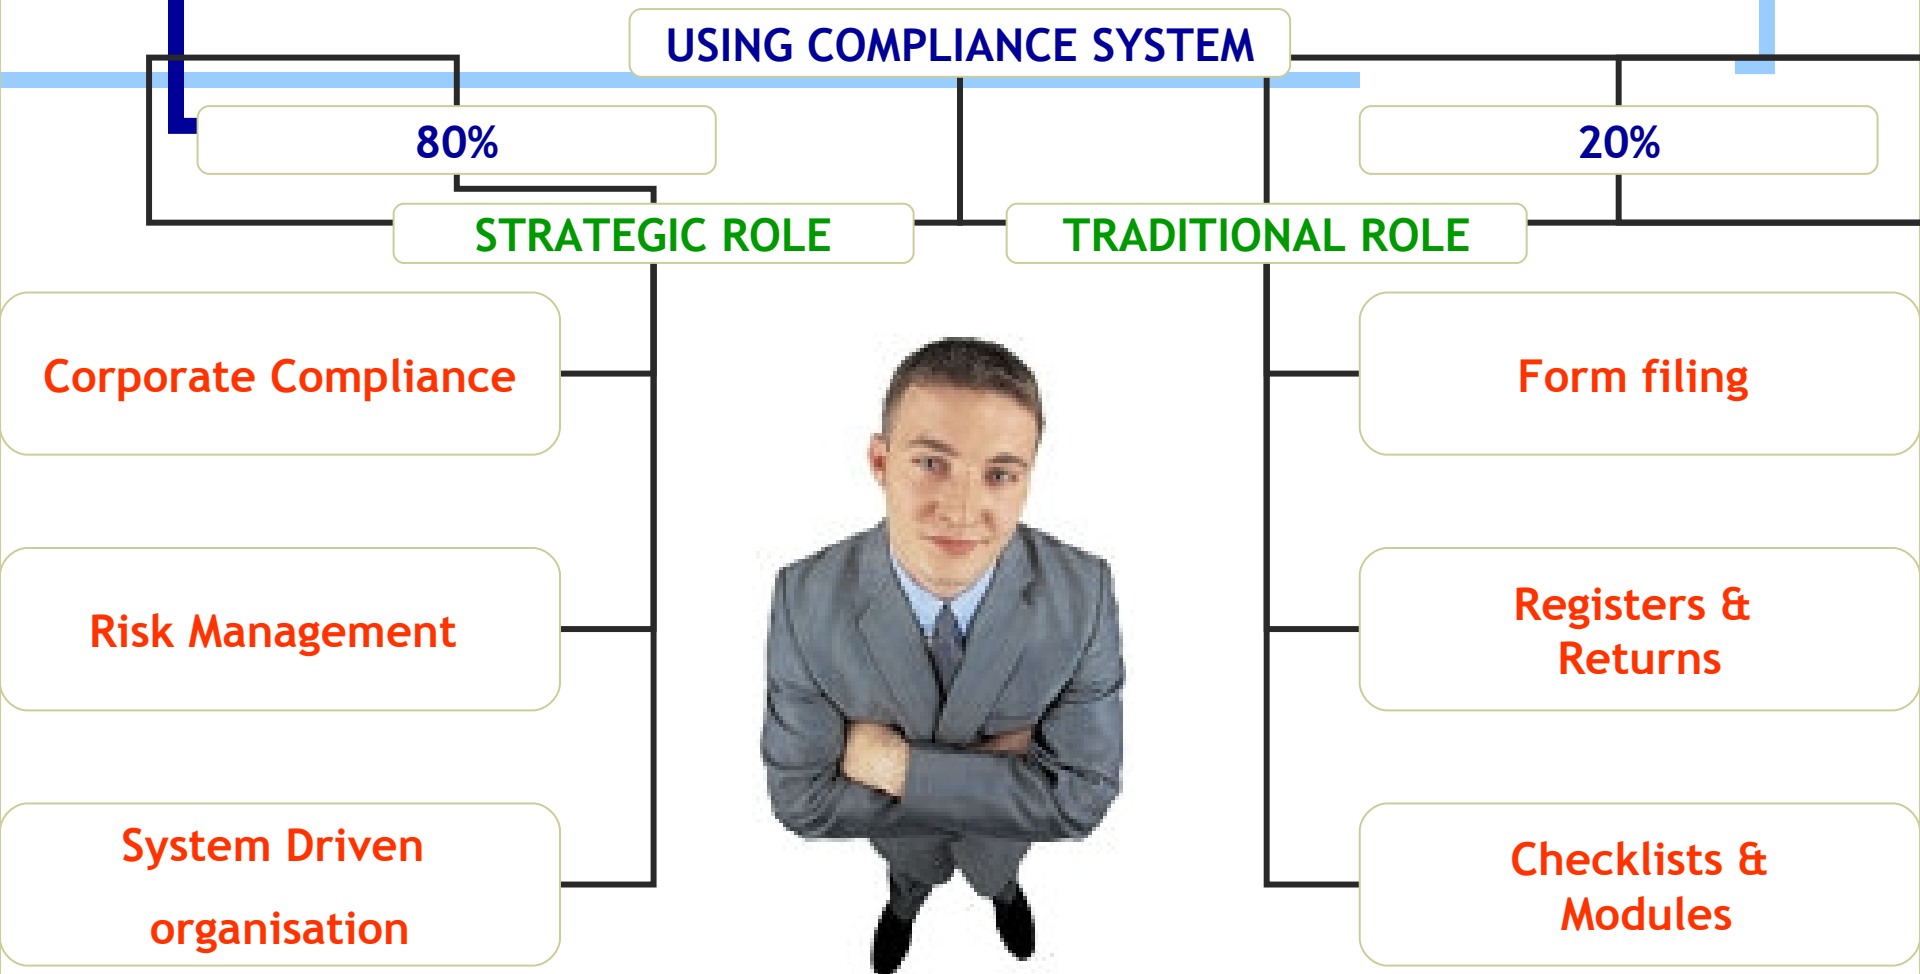 USING COMPLIANCE SYSTEM
80%
20%
STRATEGIC ROLE
TRADITIONAL ROLE
Corporate Compliance
Form filing
Risk Management
Registers &
Returns
System Driven
organisation
Checklists &
Modules